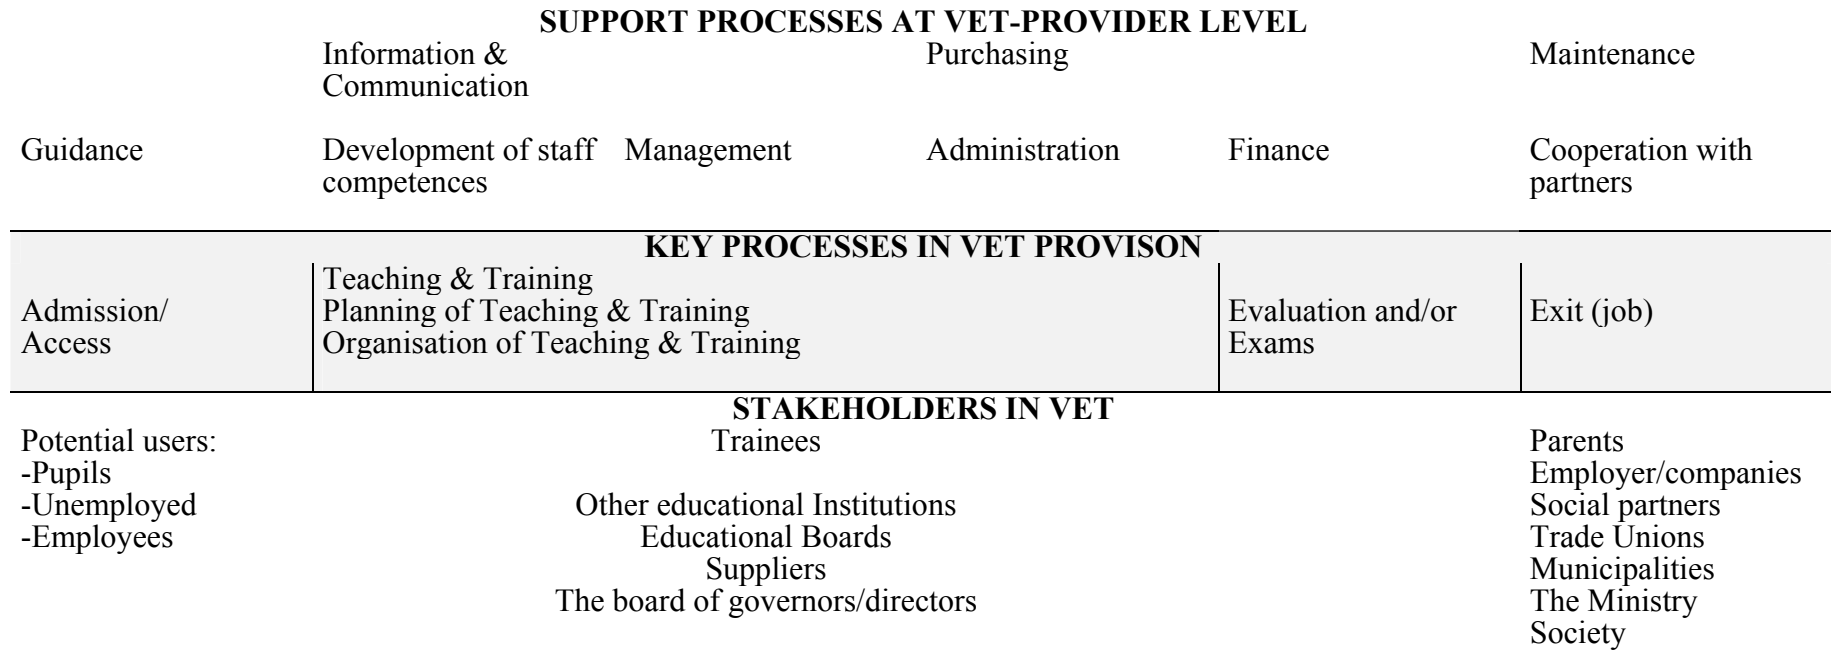 SUPPORT PROCESSES AT VET-PROVIDER LEVEL
Information & Purchasing Maintenance
Communication
Guidance Development of staff Management Administration Finance Cooperation with
competences partners
KEY PROCESSES IN VET PROVISON
Teaching & Training
Admission/ Planning of Teaching & Training Evaluation and/or Exit (job)
Access Organisation of Teaching & Training Exams
STAKEHOLDERS IN VET
Potential users: Trainees Parents
-Pupils Employer/companies
-Unemployed Other educational Institutions Social partners
-Employees Educational Boards Trade Unions
Suppliers Municipalities
The board of governors/directors The Ministry
Society